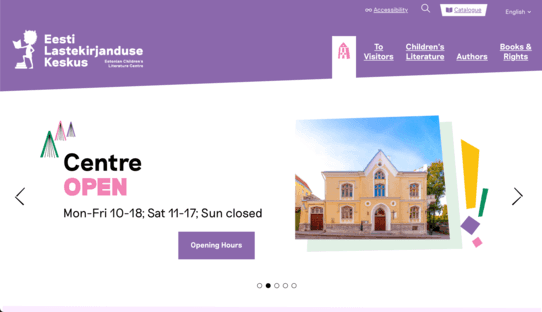 Accessibility
Catalogue
English
Eesti
Lastekirjanduse
Keskus
Estonian Children's
Literature Centre
To
Visitors
Children's
Literature
Authors
Books &
Rights
Centre
OPEN
Mon-Fri 10-18; Sat 11-17; Sun closed
Opening Hours